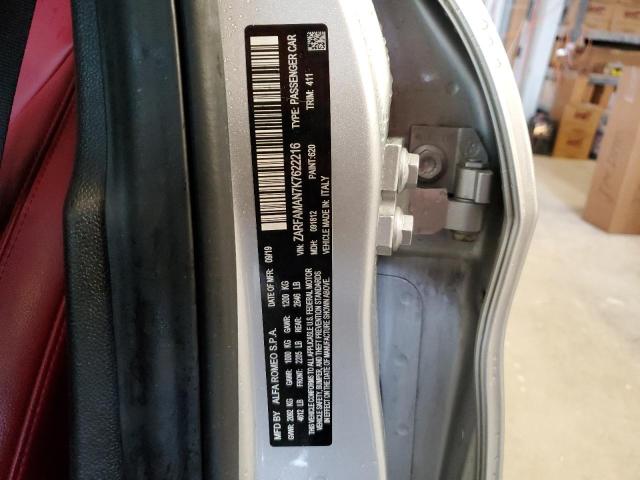 MFD BY ALFA ROMEO S.P.A. DATE OF MFR: 09/19
GVWR: 2092 KG GAWR: 1000 KG GAWR: 1200 KG
4612 LB FRONT: 2205 LB REAR: 2646 LB
THIS VEHICLE CONFORMS TO ALL APPLICABLE U.S. FEDERAL MOTOR
VEHICLE SAFETY, BUMPER, AND THEFT PREVENTION STANDARDS
IN EFFECT ON THE DATE OF MANUFACTURE SHOWN ABOVE.
VIN: ZARFAMAN7K7622216 TYPE: PASSENGER CAR
MDH: 091812 PAINT:620 TRIM: 411
VEHICLE MADE IN: ITALY